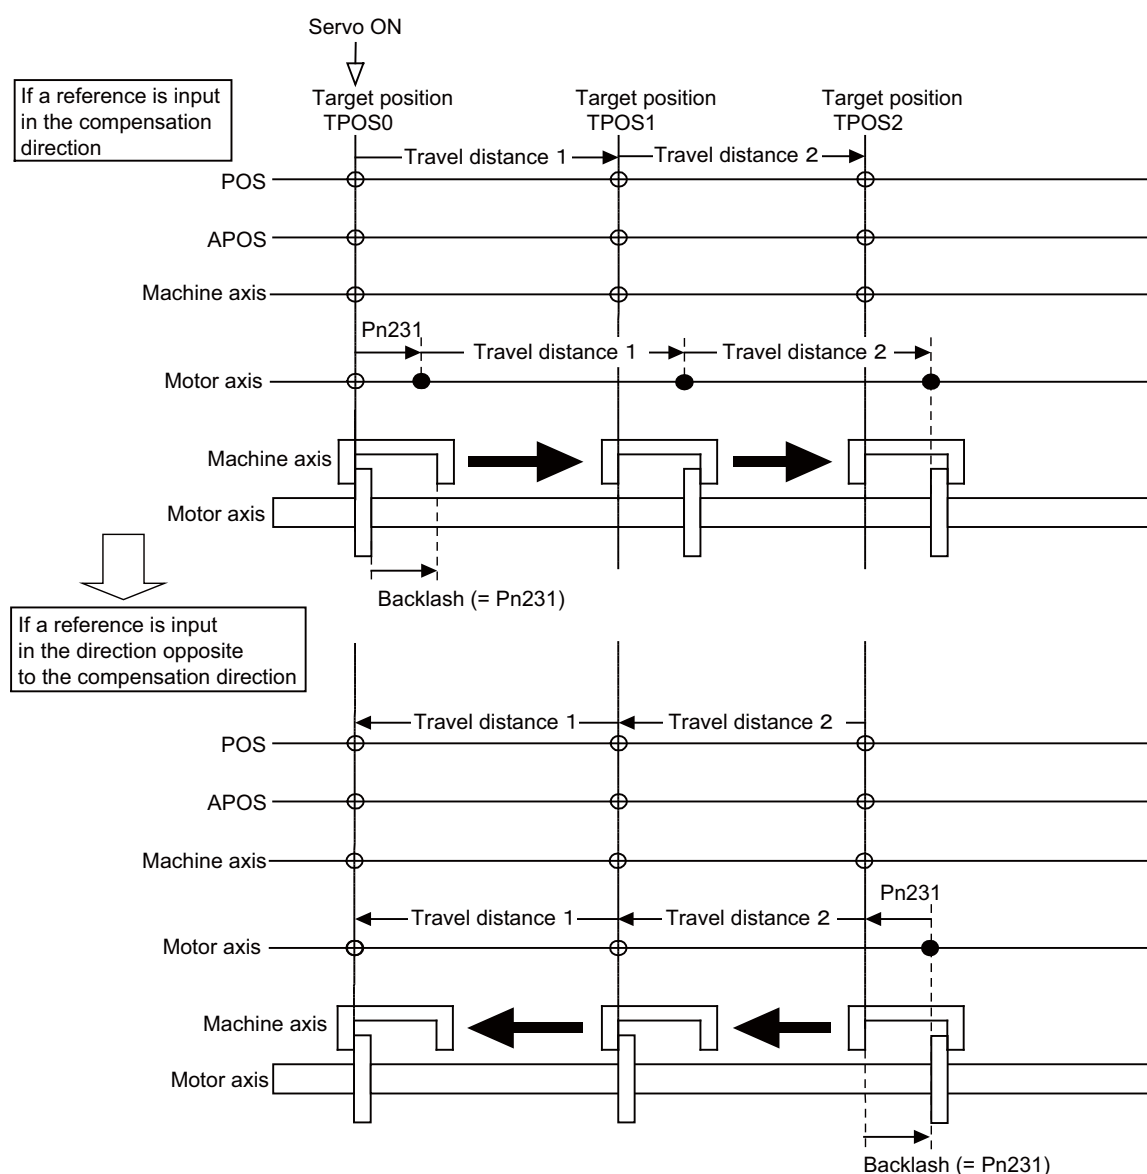 Servo ON
If a reference is input
in the compensation
direction
Target position
TPOS0
Target position
TPOS1
Target position
TPOS2
Travel distance 1
Travel distance 2
POS
APOS
Machine axis
Pn231
Travel distance 1
Travel distance 2
Motor axis
Machine axis
Motor axis
Backlash (= Pn231)
If a reference is input
in the direction opposite
to the compensation direction
Travel distance 1
Travel distance 2
POS
APOS
Machine axis
Pn231
Travel distance 1
Travel distance 2
Motor axis
Machine axis
Motor axis
Backlash (= Pn231)